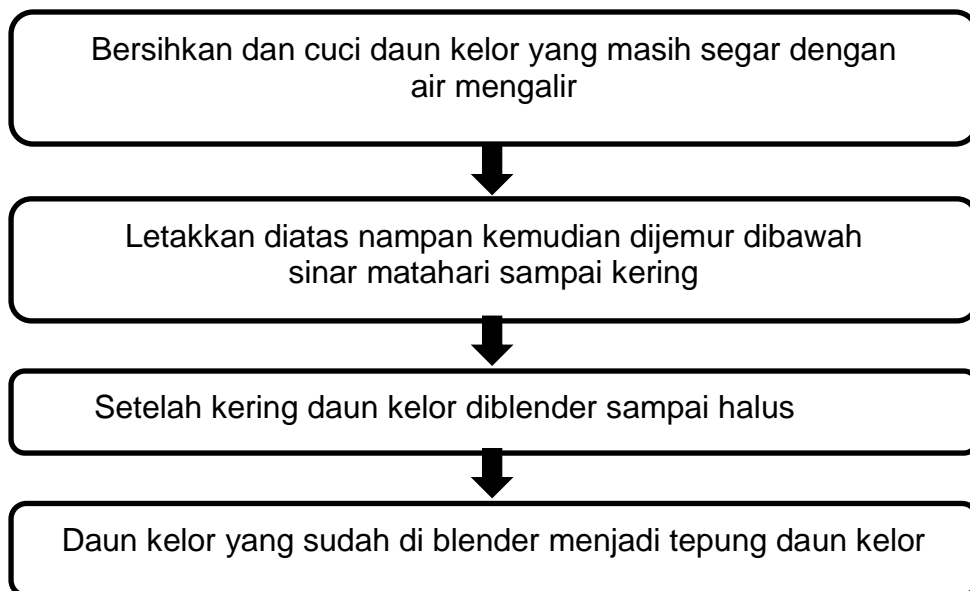 Bersihkan dan cuci daun kelor yang masih segar dengan
air mengalir
Letakkan diatas nampan kemudian dijemur dibawah
sinar matahari sampai kering
Setelah kering daun kelor diblender sampai halus
Daun kelor yang sudah di blender menjadi tepung daun kelor